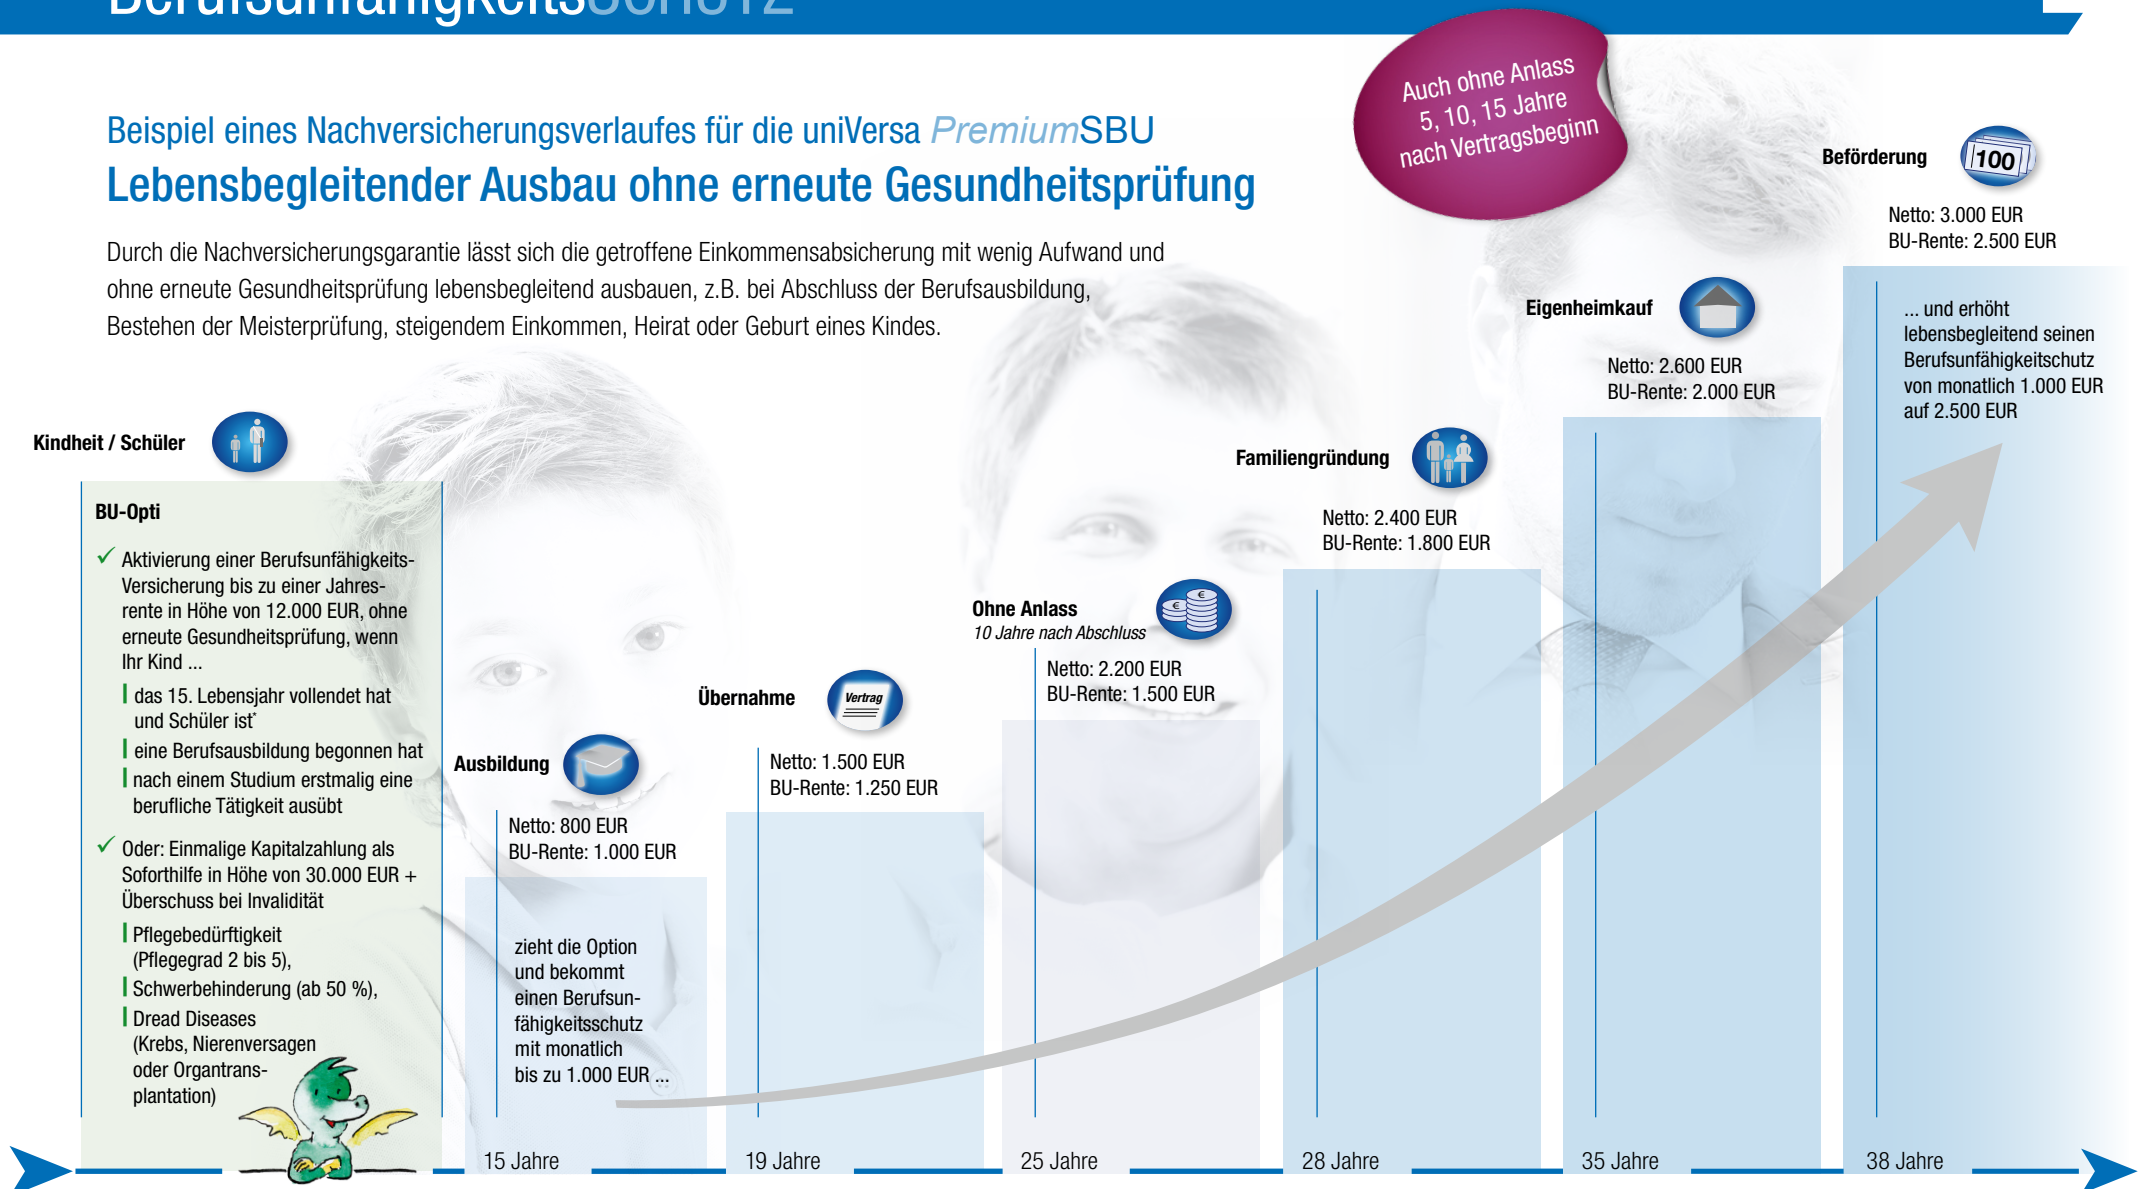 BerufsunfähigkeitsSCHUTZ
Auch ohne Anlass
5, 10, 15 Jahre
nach Vertragsbeginn
Beispiel eines Nachversicherungsverlaufes für die uniVersa PremiumSBU
Lebensbegleitender Ausbau ohne erneute Gesundheitsprüfung
Durch die Nachversicherungsgarantie lässt sich die getroffene Einkommensabsicherung mit wenig Aufwand und
ohne erneute Gesundheitsprüfung lebensbegleitend ausbauen, z.B. bei Abschluss der Berufsausbildung,
Bestehen der Meisterprüfung, steigendem Einkommen, Heirat oder Geburt eines Kindes.
Kindheit / Schüler
BU-Opti
Aktivierung einer Berufsunfähigkeits-
Versicherung bis zu einer Jahres-
rente in Höhe von 12.000 EUR, ohne
erneute Gesundheitsprüfung, wenn
Ihr Kind ...
das 15. Lebensjahr vollendet hat
und Schüler ist*
eine Berufsausbildung begonnen hat
nach einem Studium erstmalig eine
berufliche Tätigkeit ausübt
Oder: Einmalige Kapitalzahlung als
Soforthilfe in Höhe von 30.000 EUR +
Überschuss bei Invalidität
Pflegebedürftigkeit
(Pflegegrad 2 bis 5),
Schwerbehinderung (ab 50 %),
Dread Diseases
(Krebs, Nierenversagen
oder Organtrans-
plantation)
Ausbildung
Netto: 800 EUR
BU-Rente: 1.000 EUR
zieht die Option
und bekommt
einen Berufsun-
fähigkeitsschutz
mit monatlich
bis zu 1.000 EUR ...
15 Jahre
Übernahme
Vertrag
Netto: 1.500 EUR
BU-Rente: 1.250 EUR
19 Jahre
Ohne Anlass
10 Jahre nach Abschluss
€
€
Netto: 2.200 EUR
BU-Rente: 1.500 EUR
25 Jahre
Familiengründung
Netto: 2.400 EUR
BU-Rente: 1.800 EUR
28 Jahre
Eigenheimkauf
Netto: 2.600 EUR
BU-Rente: 2.000 EUR
35 Jahre
Beförderung
100
Netto: 3.000 EUR
BU-Rente: 2.500 EUR
... und erhöht
lebensbegleitend seinen
Berufsunfähigkeitschutz
von monatlich 1.000 EUR
auf 2.500 EUR
38 Jahre